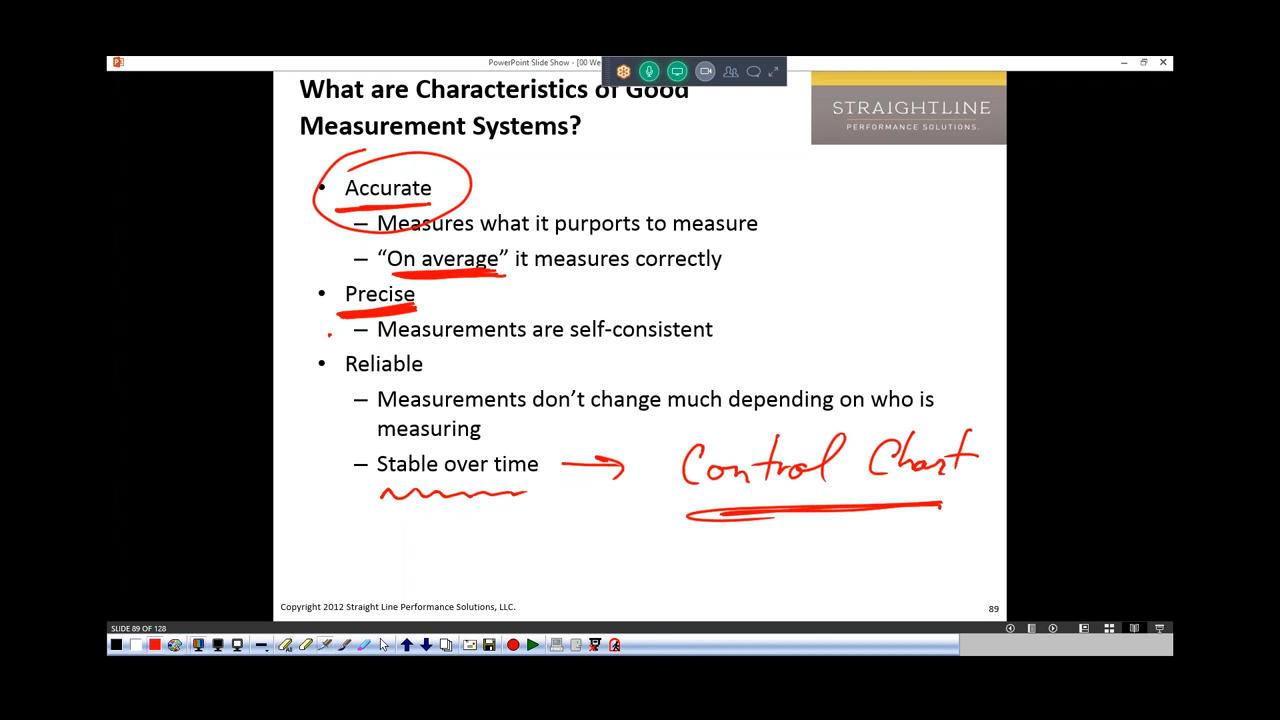 PowerPoint Slide Show - [00 We
What are Characteristics of Good
Measurement Systems?
STRAIGHTLINE
PERFORMANCE SOLUTIONS.
• Accurate
– Measures what it purports to measure
– “On average” it measures correctly
• Precise
– Measurements are self-consistent
• Reliable
– Measurements don’t change much depending on who is
measuring
– Stable over time → Control Chart
Copyright 2012 Straight Line Performance Solutions, LLC.
89
SLIDE 89 OF 128